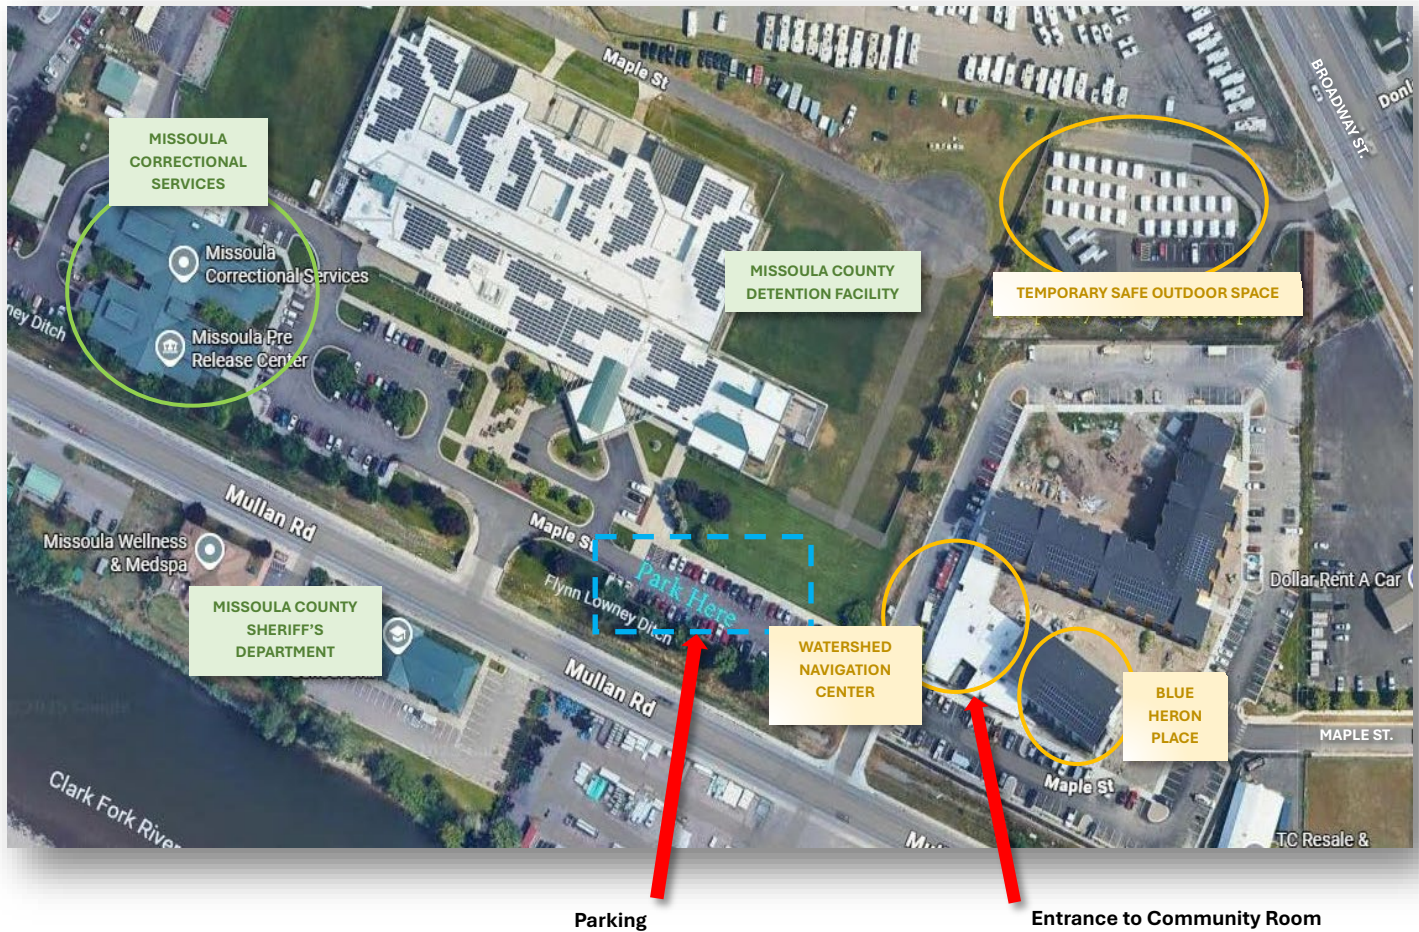 Maple St
BROADWAY ST.
MISSOULA
CORRECTIONAL
SERVICES
Missoula
Correctional Services
MISSOULA COUNTY
DETENTION FACILITY
TEMPORARY SAFE OUTDOOR SPACE
ney Ditch
Missoula Pre
Release Center
Mullan Rd
Maple St
Missoula Wellness
& Medspa
Park Here
Flynn Lowney Ditch
Dollar Rent A Car
MISSOULA COUNTY
SHERIFF'S
DEPARTMENT
WATERSHED
NAVIGATION
CENTER
Mullan Rd
BLUE
HERON
PLACE
MAPLE ST.
Maple St
Clark Fork River
TC Resale &
Parking
Entrance to Community Room